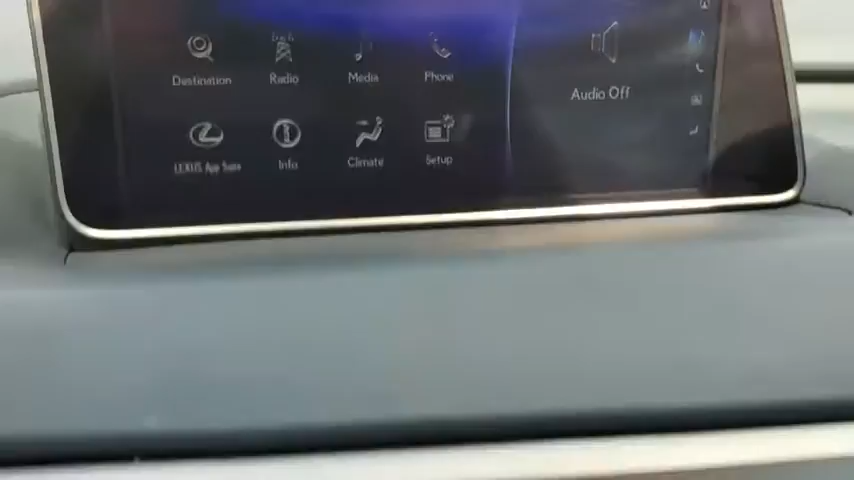 Destination Radio Media Phone
Audio Off
LEXUS App Suite Info Climate Setup